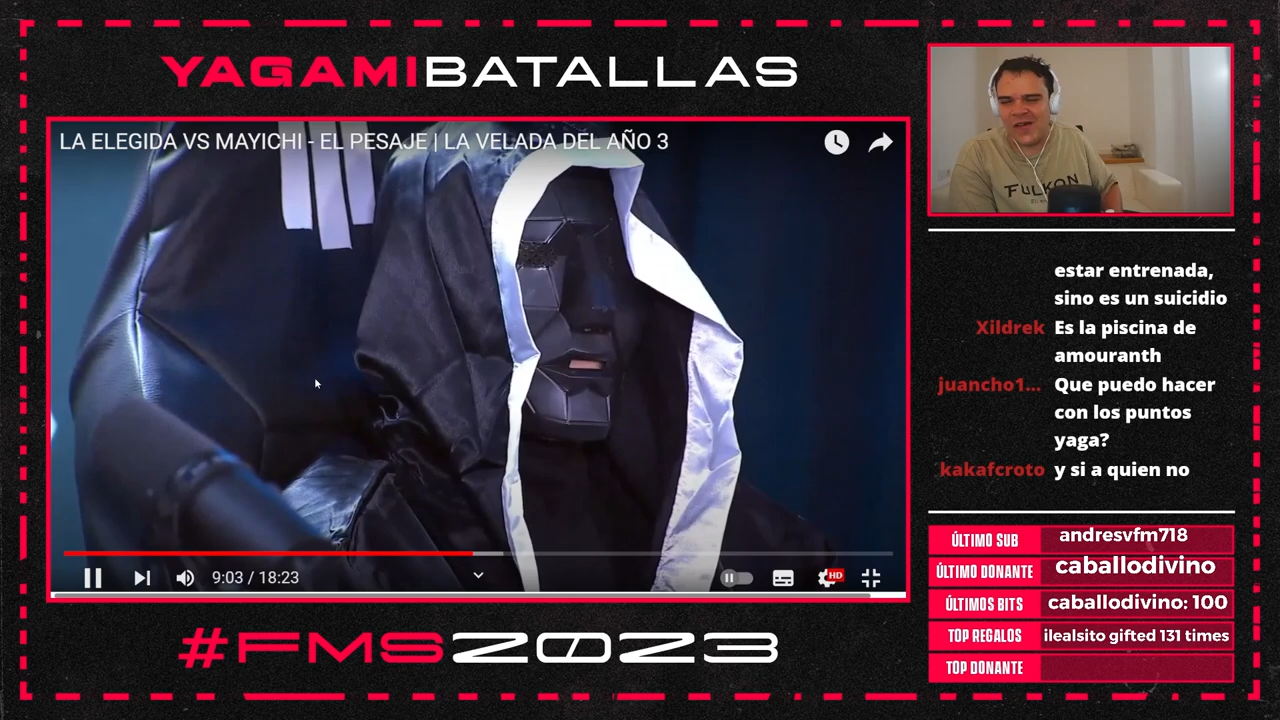 YAGAMIBATALLAS
LA ELEGIDA VS MAYICHI - EL PESAJE | LA VELADA DEL AÑO 3
9:03 / 18:23
HD
#FMS2023
FULKON
estar entrenada,
sino es un suicidio
Xildrek Es la piscina de
amouranth
juancho1... Que puedo hacer
con los puntos
yaga?
kakafcroto y si a quien no
ÚLTIMO SUB andresvfm718
ÚLTIMO DONANTE caballodivino
ÚLTIMOS BITS caballodivino: 100
TOP REGALOS ilealsito gifted 131 times
TOP DONANTE